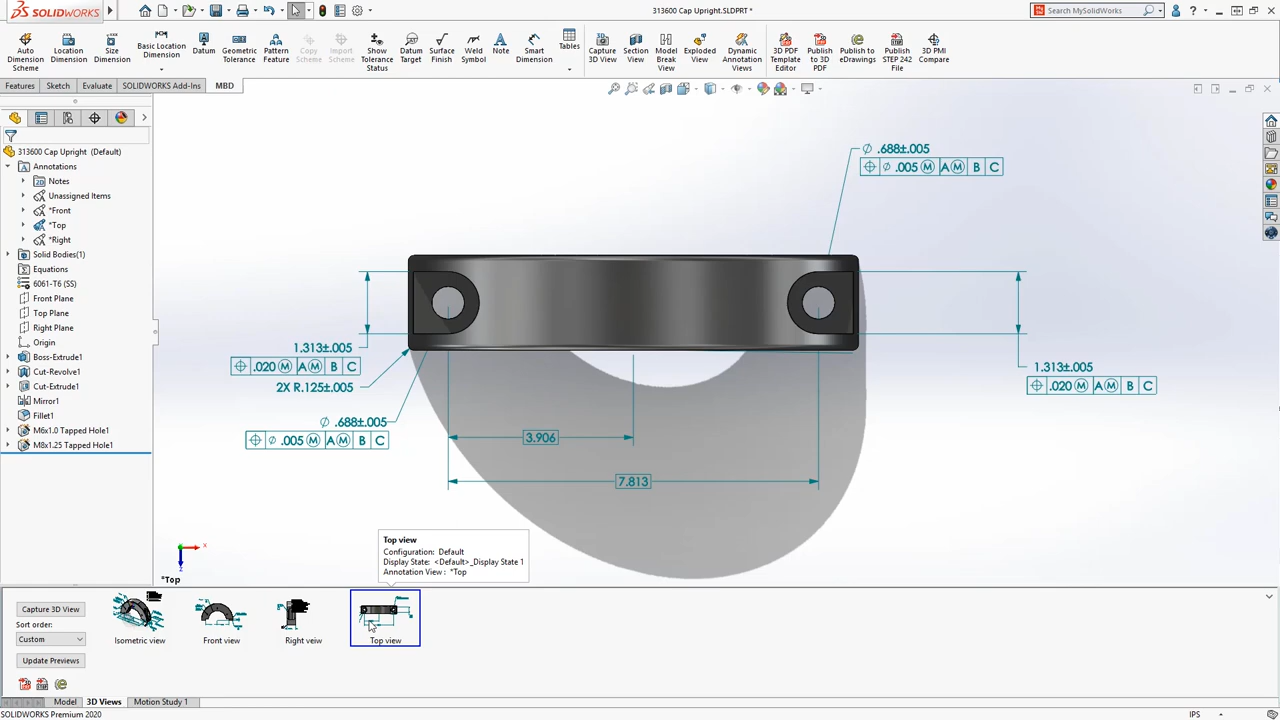 SOLIDWORKS
313600 Cap Upright.SLDPRT *
Search MySolidWorks
Auto Dimension Scheme
Location Dimension
Size Dimension
Basic Location Dimension
Datum
Geometric Tolerance
Pattern Feature
Copy Scheme
Import Scheme
Show Tolerance Status
Datum Target
Surface Finish
Weld Symbol
Note
Smart Dimension
Tables
Capture 3D View
Section View
Model Break View
Exploded View
Dynamic Annotation Views
3D PDF Template Editor
Publish to 3D PDF
Publish to eDrawings
Publish STEP 242 File
3D PMI Compare
Features Sketch Evaluate SOLIDWORKS Add-Ins MBD
313600 Cap Upright (Default)
Annotations
Notes
Unassigned Items
*Front
*Top
*Right
Solid Bodies(1)
Equations
6061-T6 (SS)
Front Plane
Top Plane
Right Plane
Origin
Boss-Extrude1
Cut-Revolve1
Cut-Extrude1
Mirror1
Fillet1
M6x1.0 Tapped Hole1
M8x1.25 Tapped Hole1
⌀ .688±.005
⌖ ⌀ .005 Ⓜ A Ⓜ B C
1.313±.005
⌖ .020 Ⓜ A Ⓜ B C
2X R.125±.005
⌀ .688±.005
⌖ ⌀ .005 Ⓜ A Ⓜ B C
1.313±.005
⌖ .020 Ⓜ A Ⓜ B C
3.906
7.813
x
z
*Top
Top view
Configuration: Default
Display State: <Default>_Display State 1
Annotation View : *Top
Capture 3D View
Sort order:
Custom
Update Previews
Isometric view
Front view
Right veiw
Top view
Model 3D Views Motion Study 1
SOLIDWORKS Premium 2020
IPS